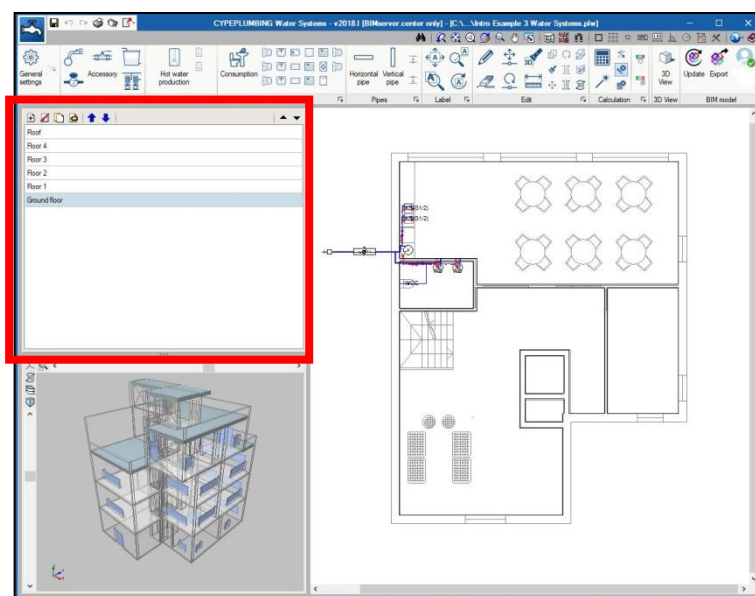 CYPEPLUMBING Water Systems - v2018.l [BIMserver.center only] - [C:\...\Intro Example 3 Water Systems.plw]
General settings
Accessory
Hot water production
Consumption
Horizontal pipe
Vertical pipe
3D View
Update
Export
Pipes
Label
Edit
Calculation
3D View
BIM model
Roof
Floor 4
Floor 3
Floor 2
Floor 1
Ground floor